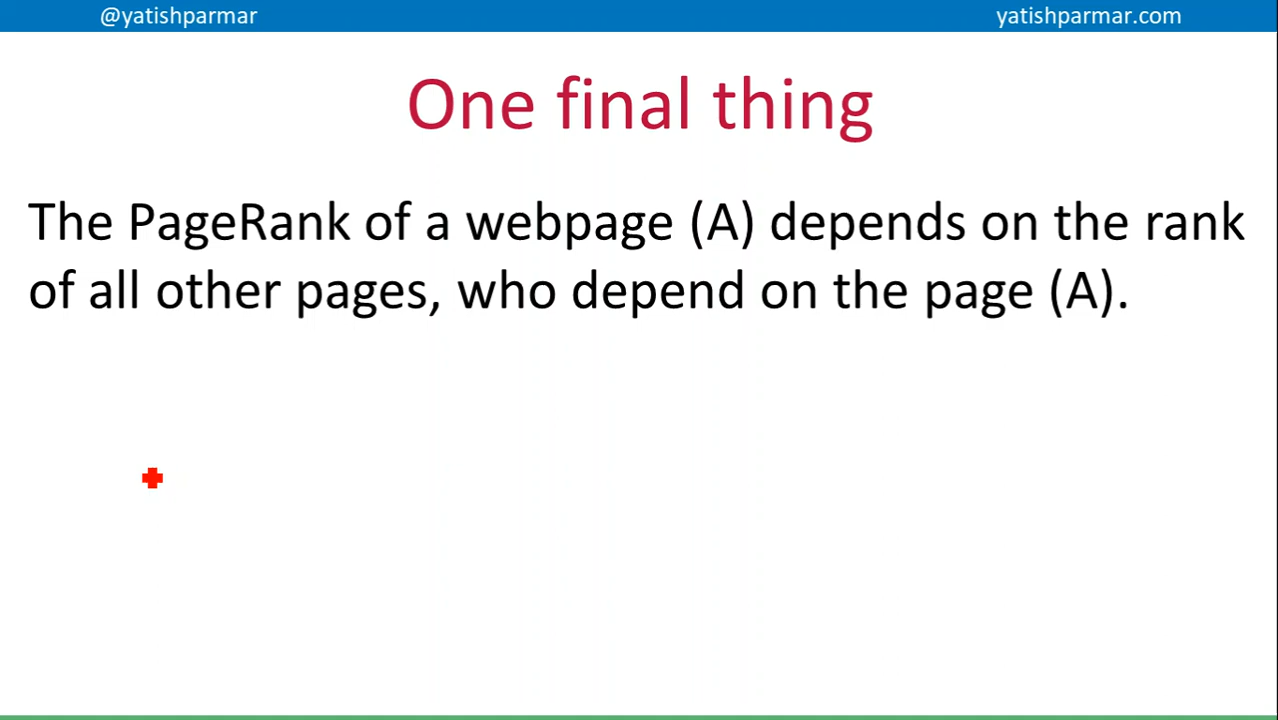 @yatishparmar
yatishparmar.com
One final thing
The PageRank of a webpage (A) depends on the rank
of all other pages, who depend on the page (A).